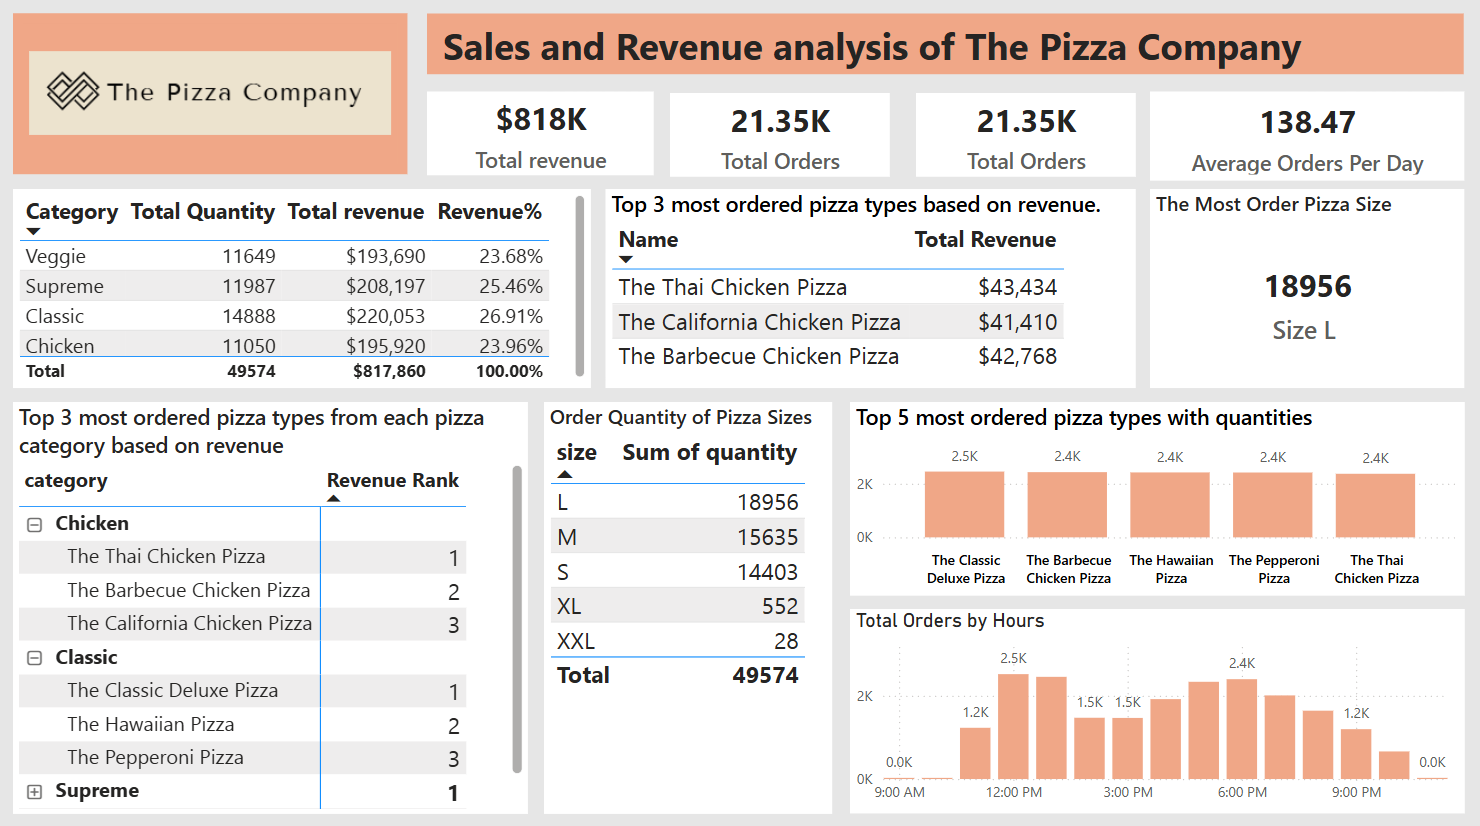 The Pizza Company
Sales and Revenue analysis of The Pizza Company
$818K
Total revenue
21.35K
Total Orders
21.35K
Total Orders
138.47
Average Orders Per Day
Category Total Quantity Total revenue Revenue%
Veggie 11649 $193,690 23.68%
Supreme 11987 $208,197 25.46%
Classic 14888 $220,053 26.91%
Chicken 11050 $195,920 23.96%
Total 49574 $817,860 100.00%
Top 3 most ordered pizza types based on revenue.
Name Total Revenue
The Thai Chicken Pizza $43,434
The California Chicken Pizza $41,410
The Barbecue Chicken Pizza $42,768
The Most Order Pizza Size
18956
Size L
Top 3 most ordered pizza types from each pizza
category based on revenue
category Revenue Rank
Chicken
The Thai Chicken Pizza 1
The Barbecue Chicken Pizza 2
The California Chicken Pizza 3
Classic
The Classic Deluxe Pizza 1
The Hawaiian Pizza 2
The Pepperoni Pizza 3
Supreme 1
Order Quantity of Pizza Sizes
size Sum of quantity
L 18956
M 15635
S 14403
XL 552
XXL 28
Total 49574
Top 5 most ordered pizza types with quantities
2.5K 2.4K 2.4K 2.4K 2.4K
2K
0K
The Classic The Barbecue The Hawaiian The Pepperoni The Thai
Deluxe Pizza Chicken Pizza Pizza Pizza Chicken Pizza
Total Orders by Hours
2.5K 2.4K
2K
1.2K 1.5K 1.5K 1.2K
0.0K 0.0K
0K
9:00 AM 12:00 PM 3:00 PM 6:00 PM 9:00 PM